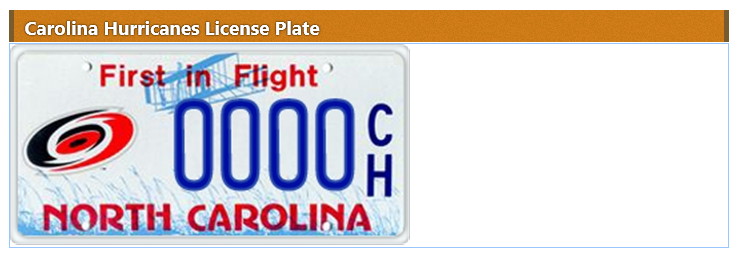 Carolina Hurricanes License Plate
First in Flight
0000 CH
NORTH CAROLINA